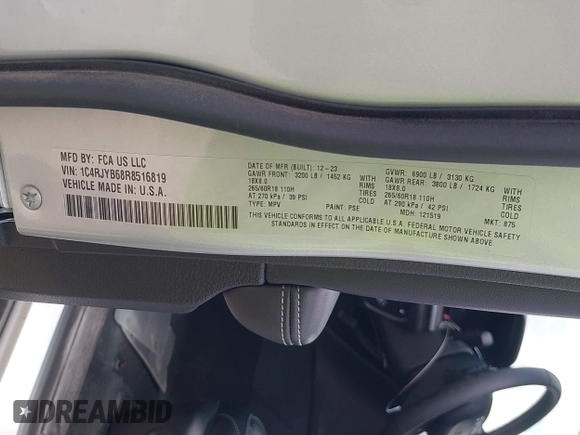 MFD BY: FCA US LLC
VIN: 1C4RJYB68R8516819
VEHICLE MADE IN U.S.A.
DATE OF MFR (BUILT): 12-23
GAWR FRONT: 3200 LB / 1452 KG WITH
18X8.0 RIMS
265/60R18 110H TIRES
AT 270 kPa / 39 PSI COLD
TYPE: MPV PAINT: PSE
GVWR: 6900 LB / 3130 KG
GAWR REAR: 3800 LB / 1724 KG WITH
18X8.0 RIMS
265/60R18 110H TIRES
AT 290 kPa / 42 PSI COLD
MDH: 121519 MKT: 875
THIS VEHICLE CONFORMS TO ALL APPLICABLE U.S.A. FEDERAL MOTOR VEHICLE SAFETY
STANDARDS IN EFFECT ON THE DATE OF MANUFACTURE SHOWN ABOVE.
DREAMBID